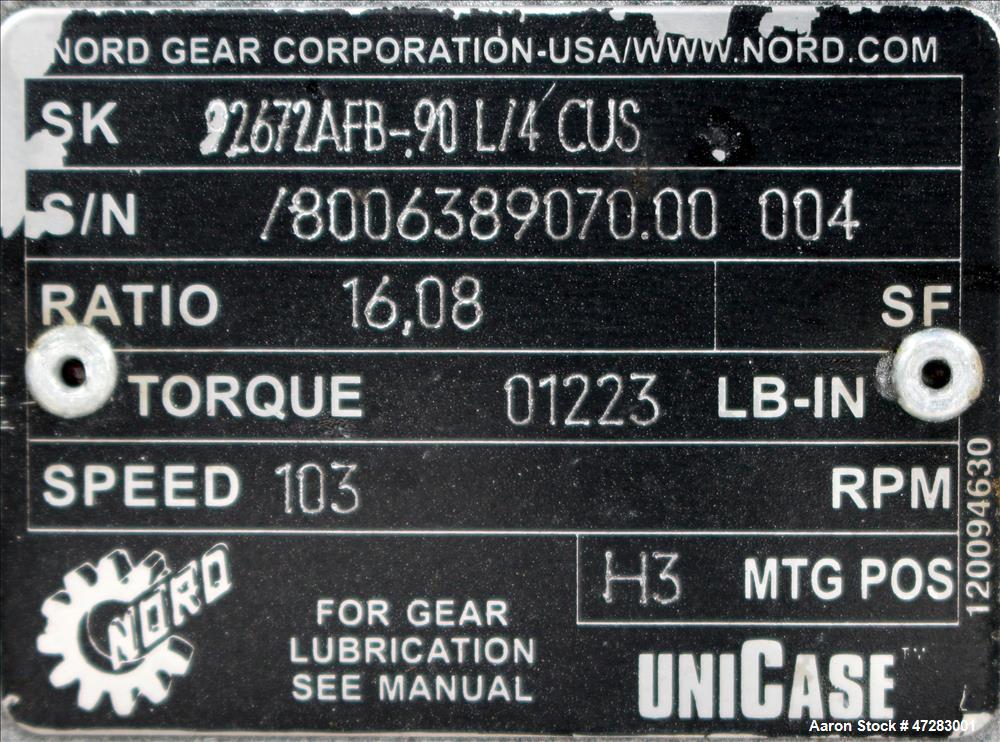 NORD GEAR CORPORATION-USA/WWW.NORD.COM
SK 92672AFB-90 L/4 CUS
S/N /8006389070.00 004
RATIO 16,08 SF
TORQUE 01223 LB-IN
SPEED 103 RPM
H3 MTG POS
120094630
NORD
FOR GEAR
LUBRICATION
SEE MANUAL
UNICASE™
Aaron Stock # 47283001